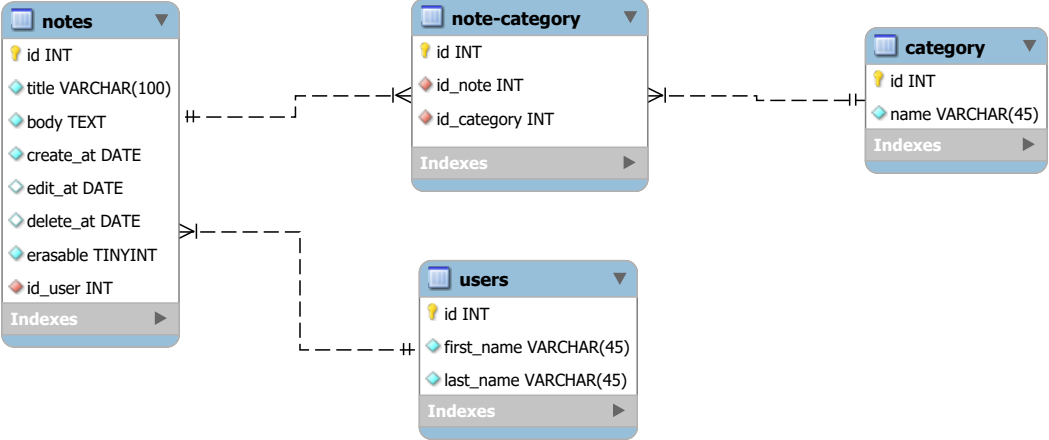 notes
id INT
title VARCHAR(100)
body TEXT
create_at DATE
edit_at DATE
delete_at DATE
erasable TINYINT
id_user INT
Indexes
note-category
id INT
id_note INT
id_category INT
Indexes
category
id INT
name VARCHAR(45)
Indexes
users
id INT
first_name VARCHAR(45)
last_name VARCHAR(45)
Indexes